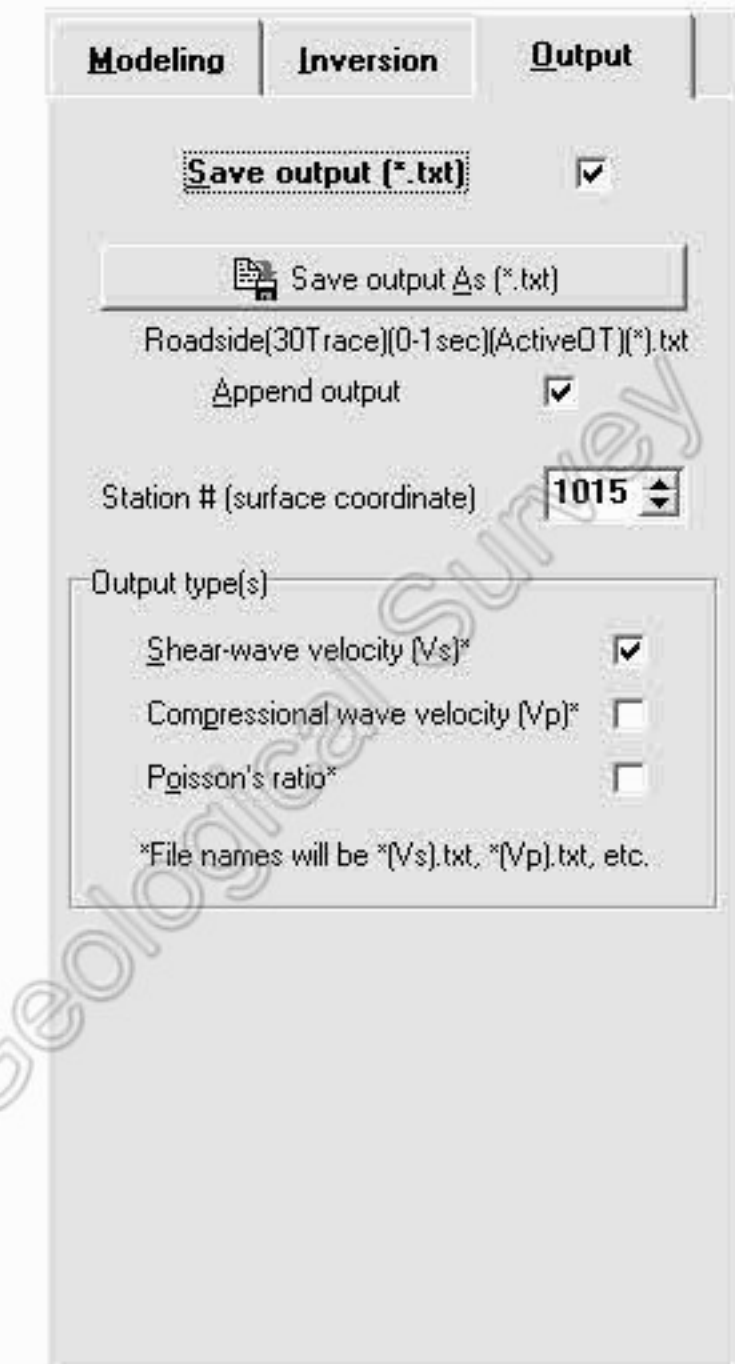 Modeling Inversion Output
Save output (*.txt)
Save output As (*.txt)
Roadside(30Trace)(0-1sec)(ActiveOT)(*).txt
Append output
Station # (surface coordinate) 1015
Output type(s)
Shear-wave velocity (Vs)*
Compressional wave velocity (Vp)*
Poisson's ratio*
*File names will be *(Vs).txt, *(Vp).txt, etc.
Geological Survey